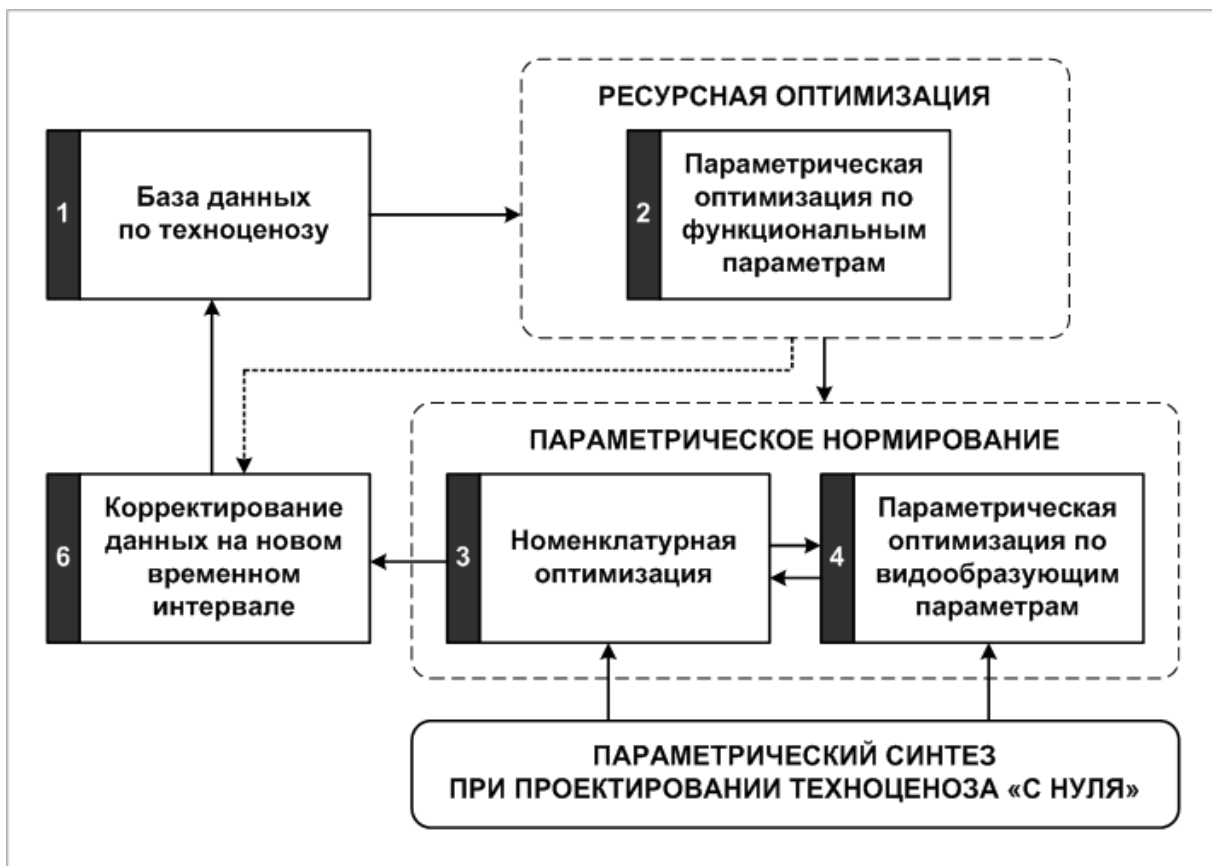 РЕСУРСНАЯ ОПТИМИЗАЦИЯ
1
База данных
по техноценозу
2
Параметрическая
оптимизация по
функциональным
параметрам
ПАРАМЕТРИЧЕСКОЕ НОРМИРОВАНИЕ
6
Корректирование
данных на новом
временном
интервале
3
Номенклатурная
оптимизация
4
Параметрическая
оптимизация по
видообразующим
параметрам
ПАРАМЕТРИЧЕСКИЙ СИНТЕЗ
ПРИ ПРОЕКТИРОВАНИИ ТЕХНОЦЕНОЗА «С НУЛЯ»